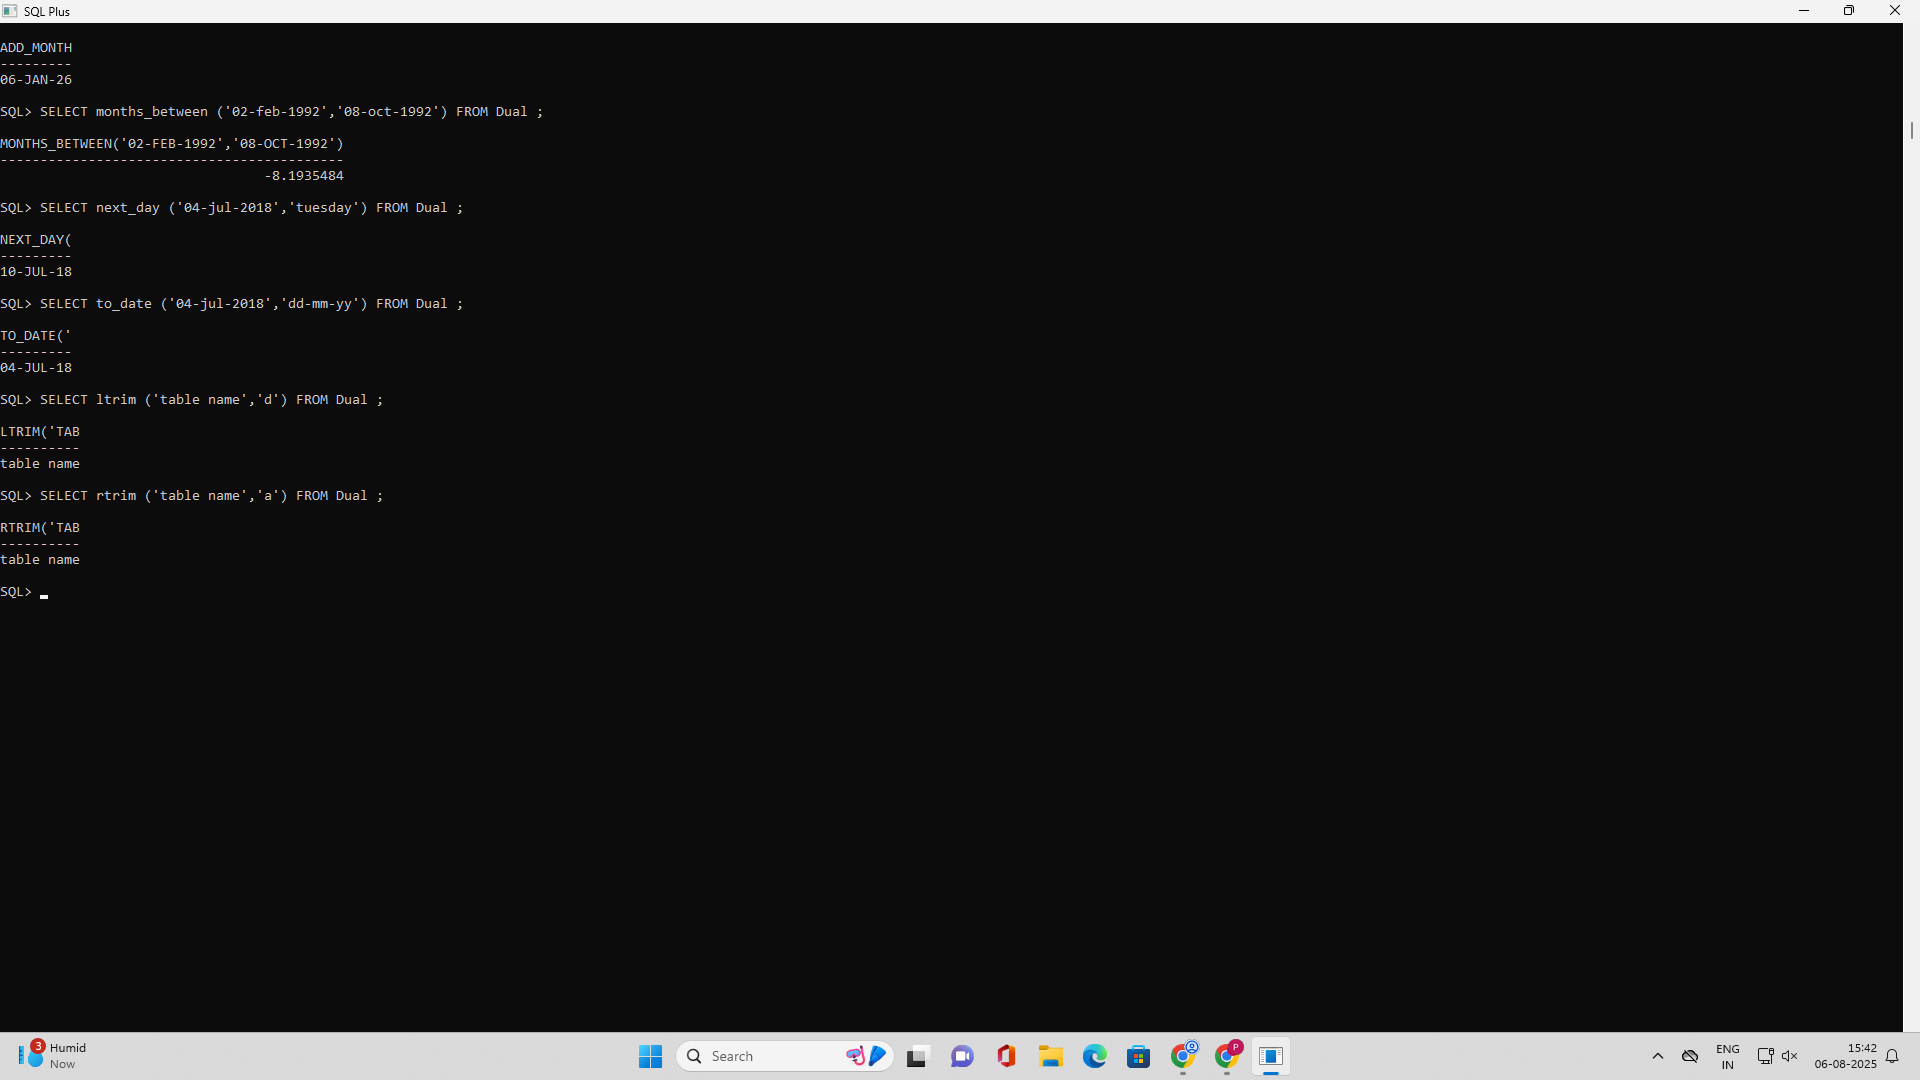 SQL Plus
ADD_MONTH
---------
06-JAN-26
SQL> SELECT months_between ('02-feb-1992','08-oct-1992') FROM Dual ;
MONTHS_BETWEEN('02-FEB-1992','08-OCT-1992')
-------------------------------------------
-8.1935484
SQL> SELECT next_day ('04-jul-2018','tuesday') FROM Dual ;
NEXT_DAY(
---------
10-JUL-18
SQL> SELECT to_date ('04-jul-2018','dd-mm-yy') FROM Dual ;
TO_DATE('
---------
04-JUL-18
SQL> SELECT ltrim ('table name','d') FROM Dual ;
LTRIM('TAB
----------
table name
SQL> SELECT rtrim ('table name','a') FROM Dual ;
RTRIM('TAB
----------
table name
SQL>
3
Humid
Now
Search
P
ENG
IN
15:42
06-08-2025